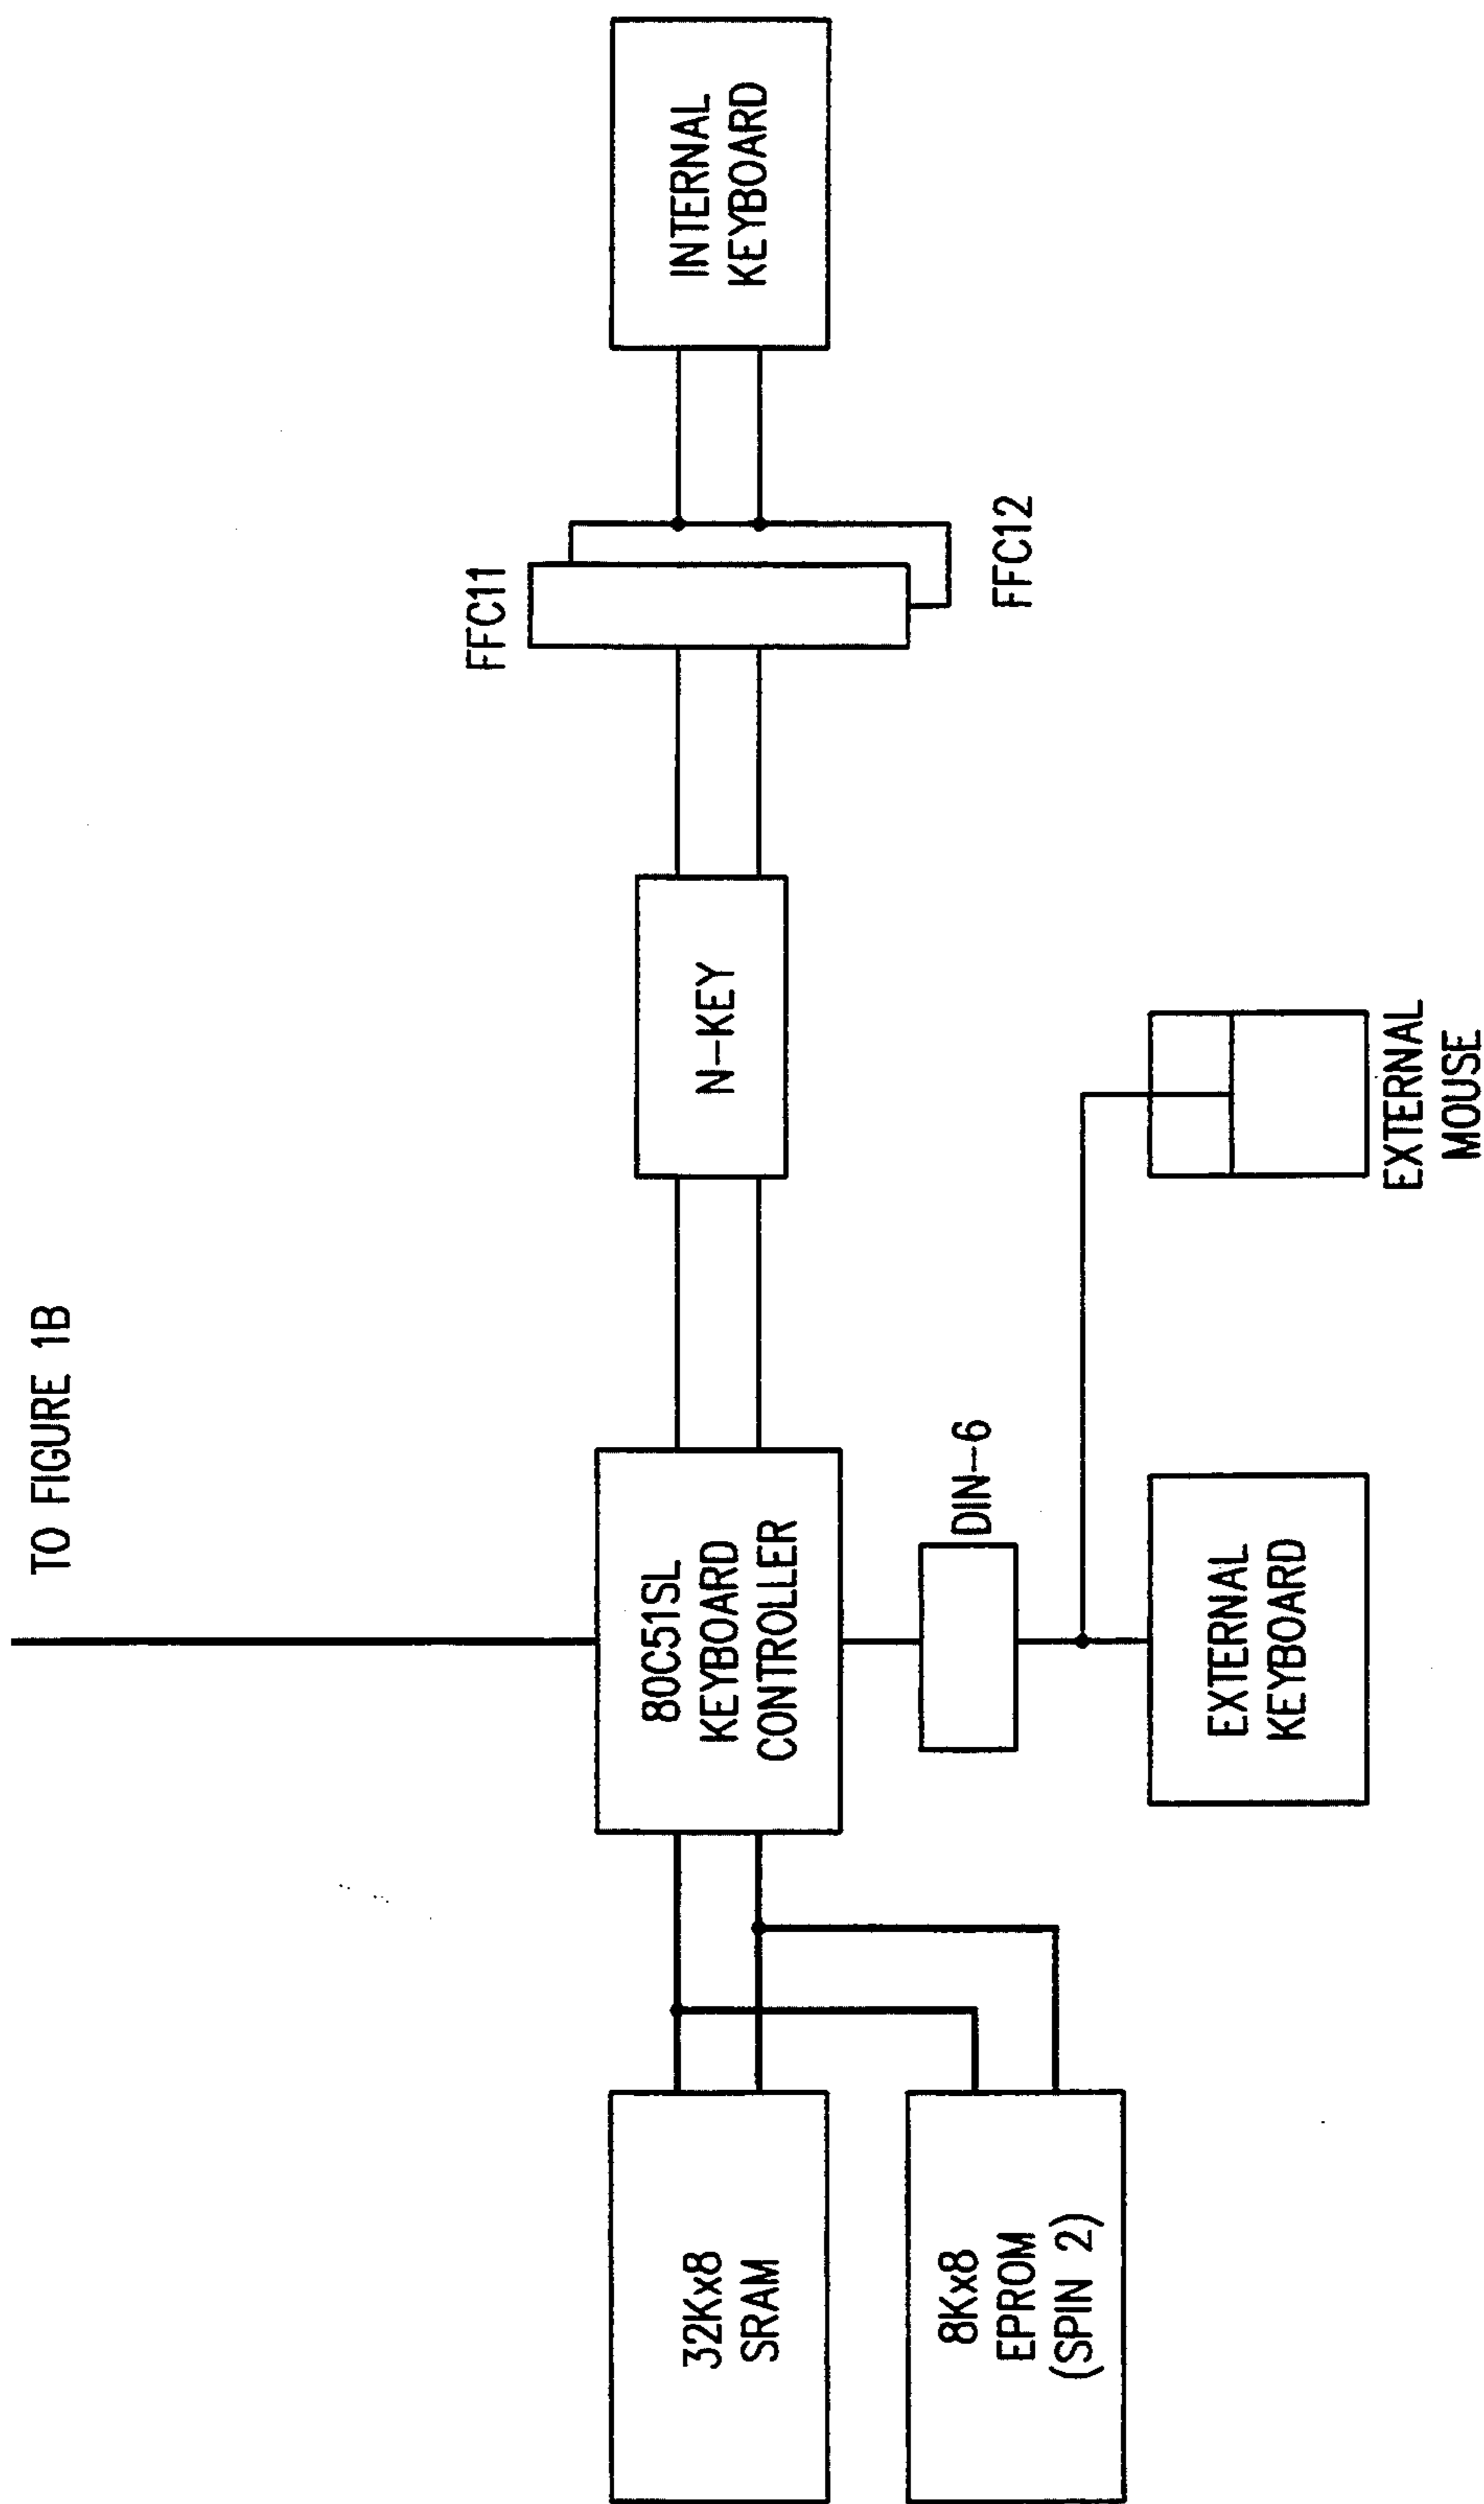 TO FIGURE 1B
32Kx8
SRAM
8Kx8
EPROM
(SPIN 2)
80C51SL
KEYBOARD
CONTROLLER
DIN-6
EXTERNAL
KEYBOARD
EXTERNAL
MOUSE
N-KEY
FFC11
FFC12
INTERNAL
KEYBOARD